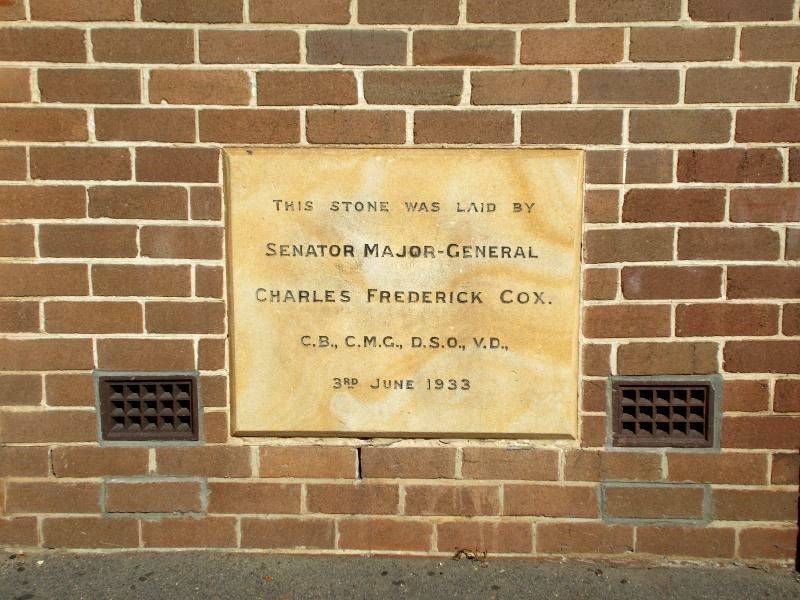 THIS STONE WAS LAID BY
SENATOR MAJOR-GENERAL
CHARLES FREDERICK COX.
C.B., C.M.G., D.S.O., V.D.,
3RD JUNE 1933